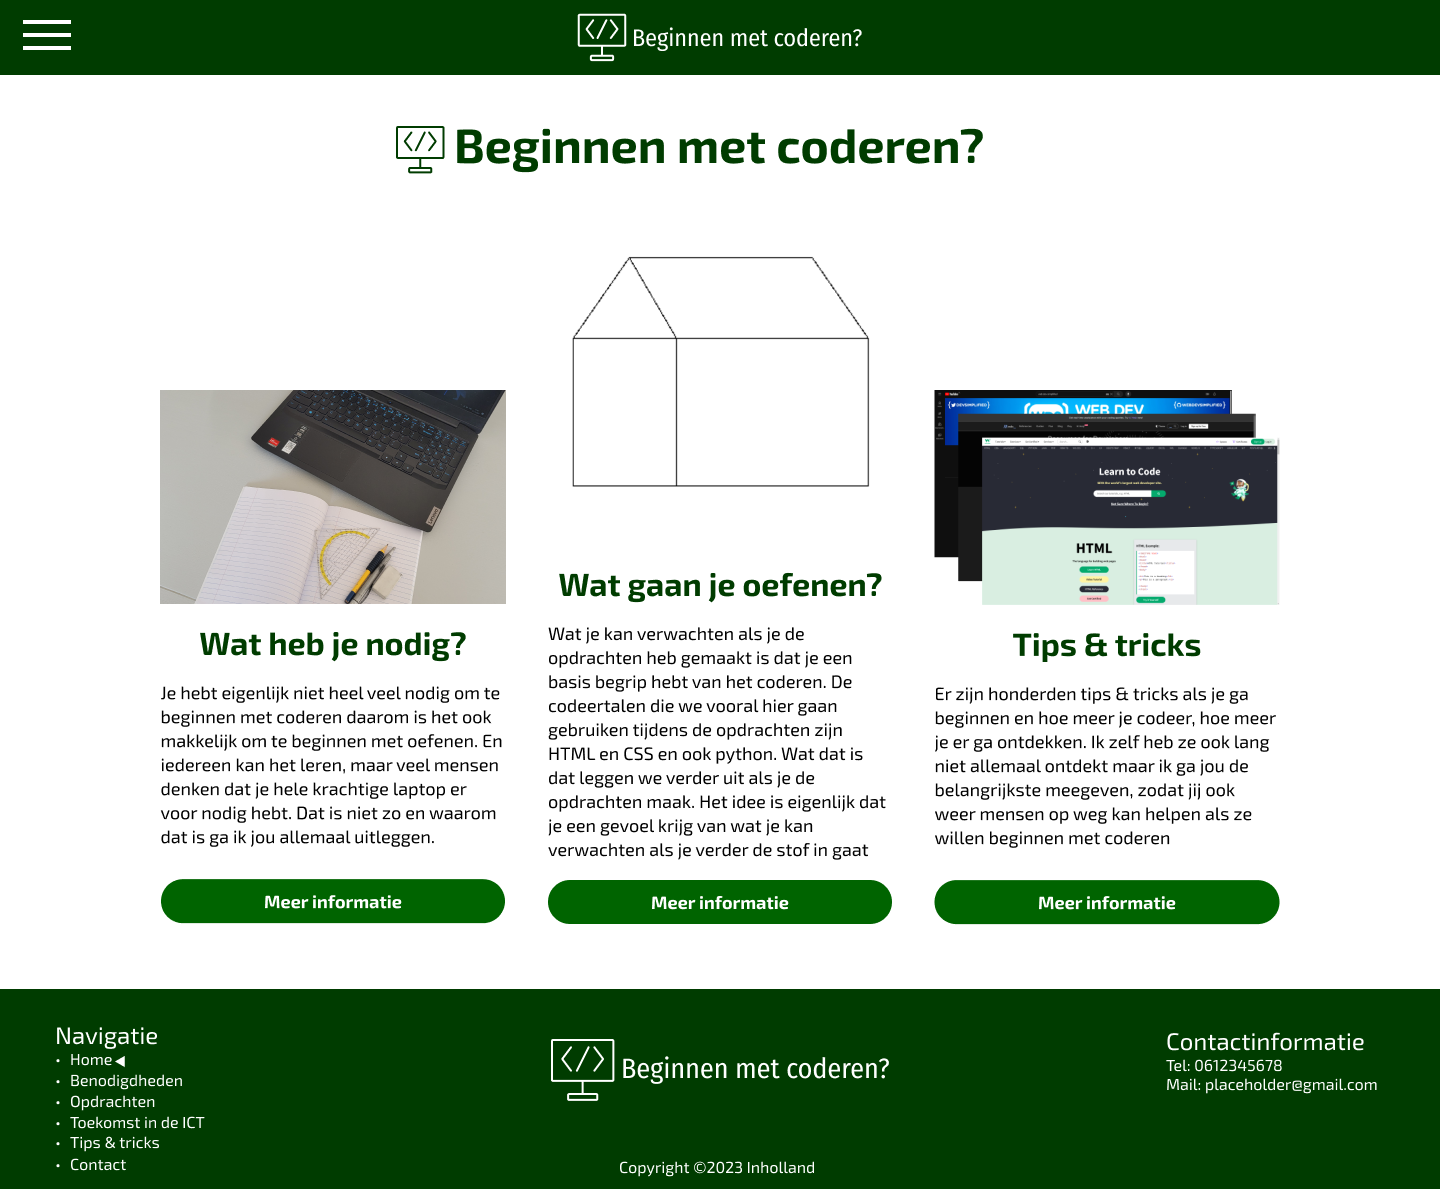 Beginnen met coderen?
Beginnen met coderen?
Lenovo
WEB DEV
Learn to Code
HTML
Wat heb je nodig?
Je hebt eigenlijk niet heel veel nodig om te
beginnen met coderen daarom is het ook
makkelijk om te beginnen met oefenen. En
iedereen kan het leren, maar veel mensen
denken dat je hele krachtige laptop er
voor nodig hebt. Dat is niet zo en waarom
dat is ga ik jou allemaal uitleggen.
Meer informatie
Wat gaan je oefenen?
Wat je kan verwachten als je de
opdrachten heb gemaakt is dat je een
basis begrip hebt van het coderen. De
codeertalen die we vooral hier gaan
gebruiken tijdens de opdrachten zijn
HTML en CSS en ook python. Wat dat is
dat leggen we verder uit als je de
opdrachten maak. Het idee is eigenlijk dat
je een gevoel krijg van wat je kan
verwachten als je verder de stof in gaat
Meer informatie
Tips & tricks
Er zijn honderden tips & tricks als je ga
beginnen en hoe meer je codeer, hoe meer
je er ga ontdekken. Ik zelf heb ze ook lang
niet allemaal ontdekt maar ik ga jou de
belangrijkste meegeven, zodat jij ook
weer mensen op weg kan helpen als ze
willen beginnen met coderen
Meer informatie
Navigatie
• Home
• Benodigdheden
• Opdrachten
• Toekomst in de ICT
• Tips & tricks
• Contact
Beginnen met coderen?
Copyright ©2023 Inholland
Contactinformatie
Tel: 0612345678
Mail: placeholder@gmail.com